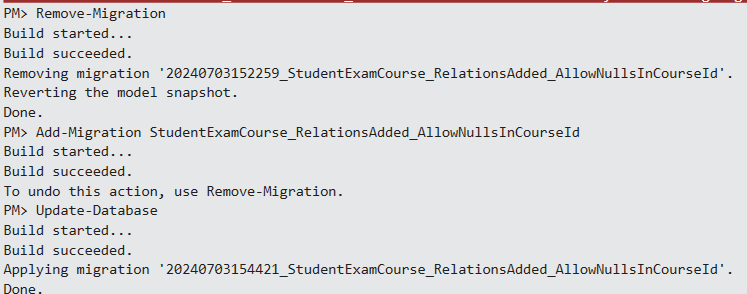 PM> Remove-Migration
Build started...
Build succeeded.
Removing migration '20240703152259_StudentExamCourse_RelationsAdded_AllowNullsInCourseId'.
Reverting the model snapshot.
Done.
PM> Add-Migration StudentExamCourse_RelationsAdded_AllowNullsInCourseId
Build started...
Build succeeded.
To undo this action, use Remove-Migration.
PM> Update-Database
Build started...
Build succeeded.
Applying migration '20240703154421_StudentExamCourse_RelationsAdded_AllowNullsInCourseId'.
Done.